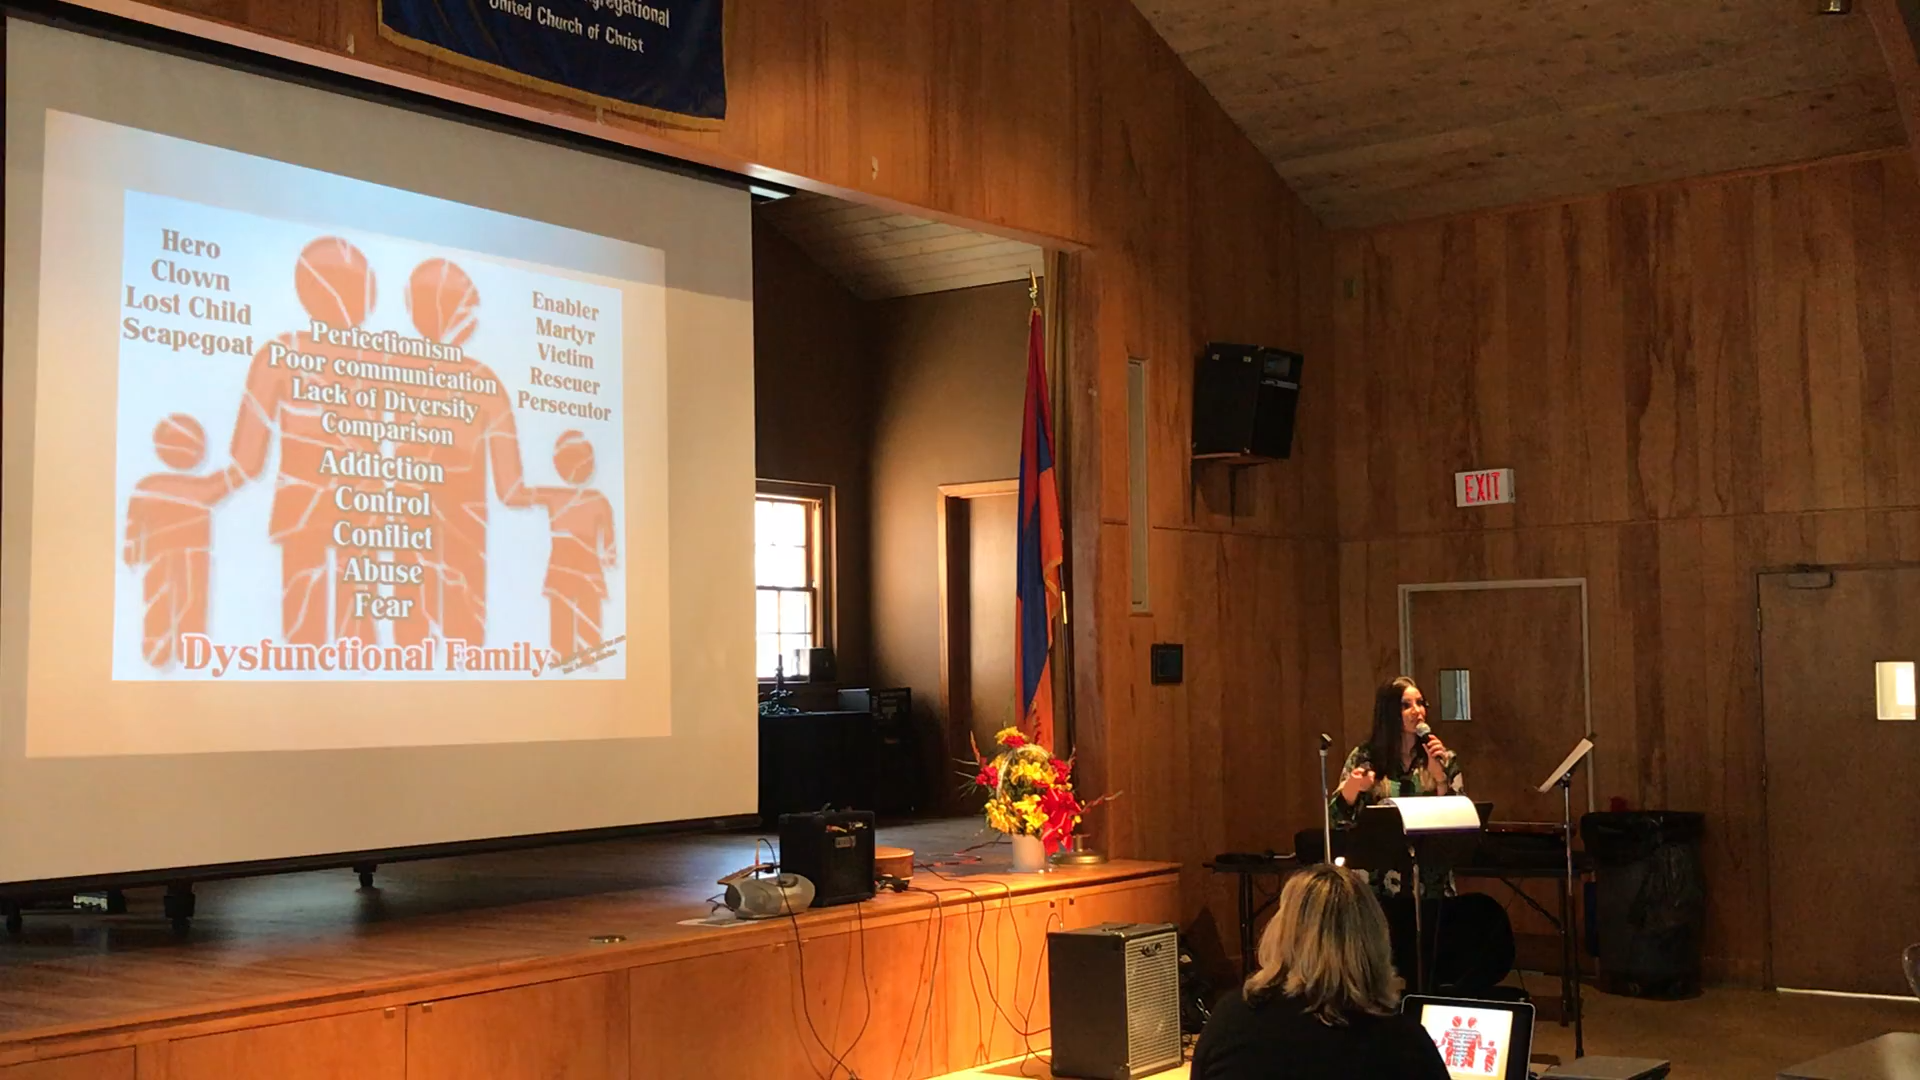 United Church of Christ
Hero
Clown
Lost Child
Scapegoat
Enabler
Martyr
Victim
Rescuer
Persecutor
Perfectionism
Poor communication
Lack of Diversity
Comparison
Addiction
Control
Conflict
Abuse
Fear
Dysfunctional Family
EXIT